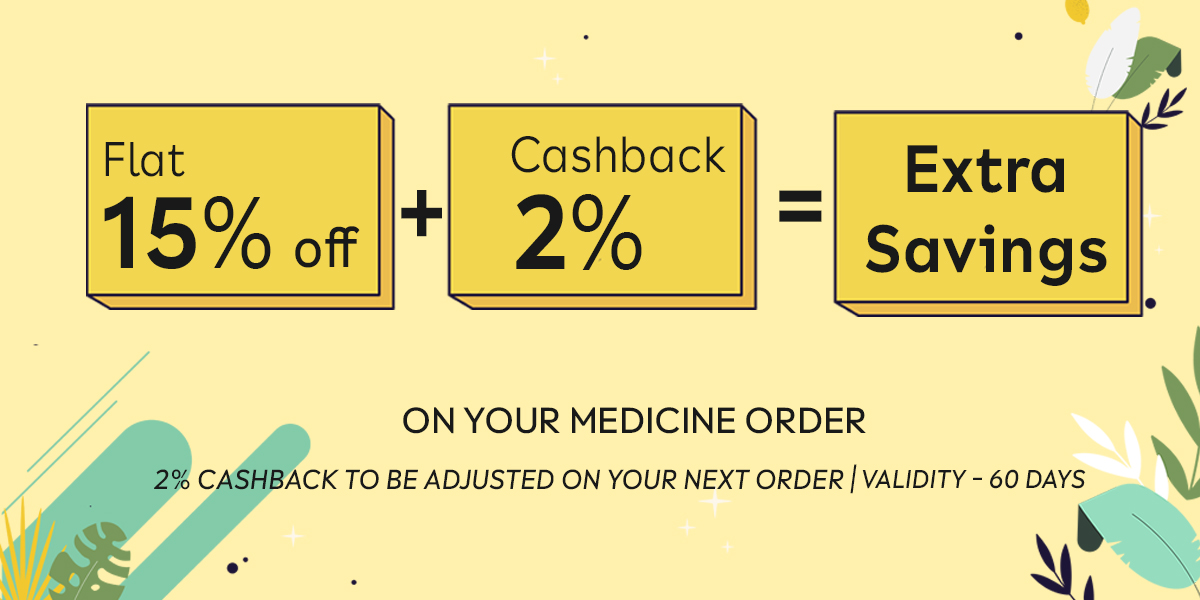 Flat
15% off
+
Cashback
2%
=
Extra
Savings
ON YOUR MEDICINE ORDER
2% CASHBACK TO BE ADJUSTED ON YOUR NEXT ORDER | VALIDITY - 60 DAYS